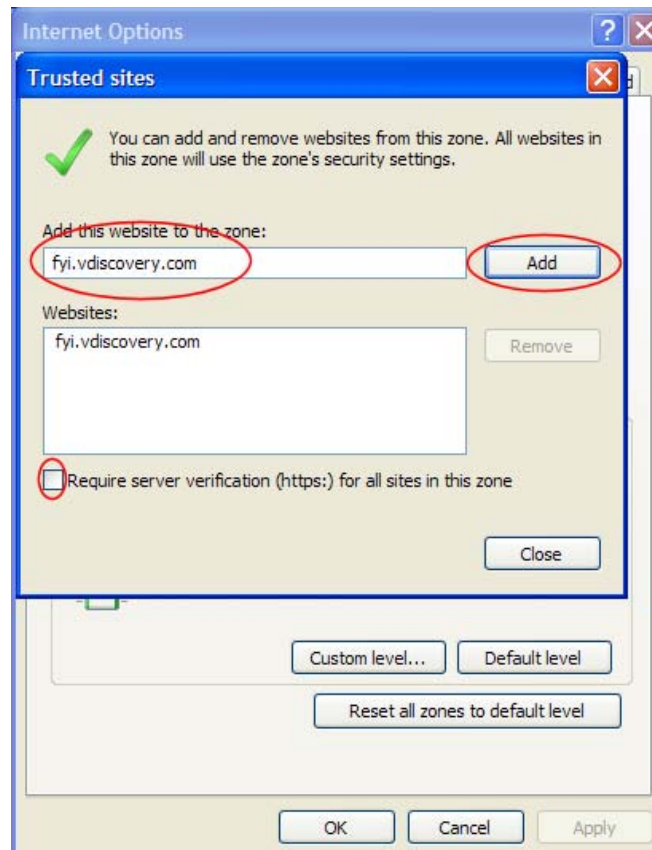 Internet Options
Trusted sites
d
You can add and remove websites from this zone. All websites in
this zone will use the zone's security settings.
Add this website to the zone:
fyi.vdiscovery.com
Add
Websites:
fyi.vdiscovery.com
Remove
Require server verification (https:) for all sites in this zone
Close
Custom level...
Default level
Reset all zones to default level
OK
Cancel
Apply